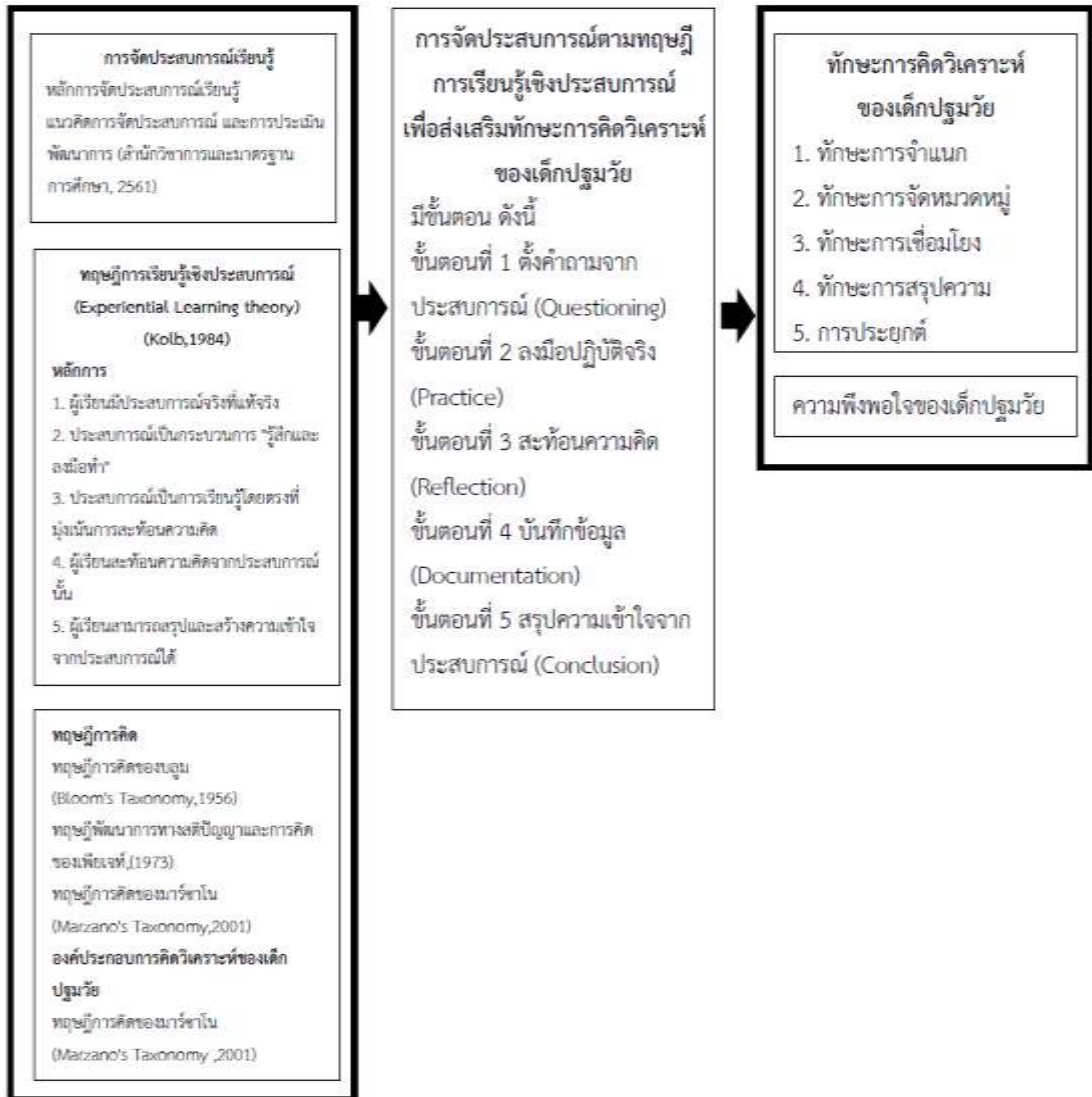 การจัดประสบการณ์เรียนรู้
หลักการจัดประสบการณ์เรียนรู้
แนวคิดการจัดประสบการณ์ และการประเมิน
พัฒนาการ (สำนักวิชาการและมาตรฐาน
การศึกษา, 2561)
ทฤษฎีการเรียนรู้เชิงประสบการณ์
(Experiential Learning theory)
(Kolb,1984)
หลักการ
1. ผู้เรียนมีประสบการณ์จริงที่แท้จริง
2. ประสบการณ์เป็นกระบวนการ "รู้สึกและ
ลงมือทำ"
3. ประสบการณ์เป็นการเรียนรู้โดยตรงที่
มุ่งเน้นการสะท้อนความคิด
4. ผู้เรียนสะท้อนความคิดจากประสบการณ์
นั้น
5. ผู้เรียนสามารถสรุปและสร้างความเข้าใจ
จากประสบการณ์ได้
ทฤษฎีการคิด
ทฤษฎีการคิดของบลูม
(Bloom's Taxonomy,1956)
ทฤษฎีพัฒนาการทางสติปัญญาและการคิด
ของเพียเจท์,(1973)
ทฤษฎีการคิดของมาร์ซาโน
(Marzano's Taxonomy,2001)
องค์ประกอบการคิดวิเคราะห์ของเด็ก
ปฐมวัย
ทฤษฎีการคิดของมาร์ซาโน
(Marzano's Taxonomy ,2001)
การจัดประสบการณ์ตามทฤษฎี
การเรียนรู้เชิงประสบการณ์
เพื่อส่งเสริมทักษะการคิดวิเคราะห์
ของเด็กปฐมวัย
มีขั้นตอน ดังนี้
ขั้นตอนที่ 1 ตั้งคำถามจาก
ประสบการณ์ (Questioning)
ขั้นตอนที่ 2 ลงมือปฏิบัติจริง
(Practice)
ขั้นตอนที่ 3 สะท้อนความคิด
(Reflection)
ขั้นตอนที่ 4 บันทึกข้อมูล
(Documentation)
ขั้นตอนที่ 5 สรุปความเข้าใจจาก
ประสบการณ์ (Conclusion)
ทักษะการคิดวิเคราะห์
ของเด็กปฐมวัย
1. ทักษะการจำแนก
2. ทักษะการจัดหมวดหมู่
3. ทักษะการเชื่อมโยง
4. ทักษะการสรุปความ
5. การประยุกต์
ความพึงพอใจของเด็กปฐมวัย